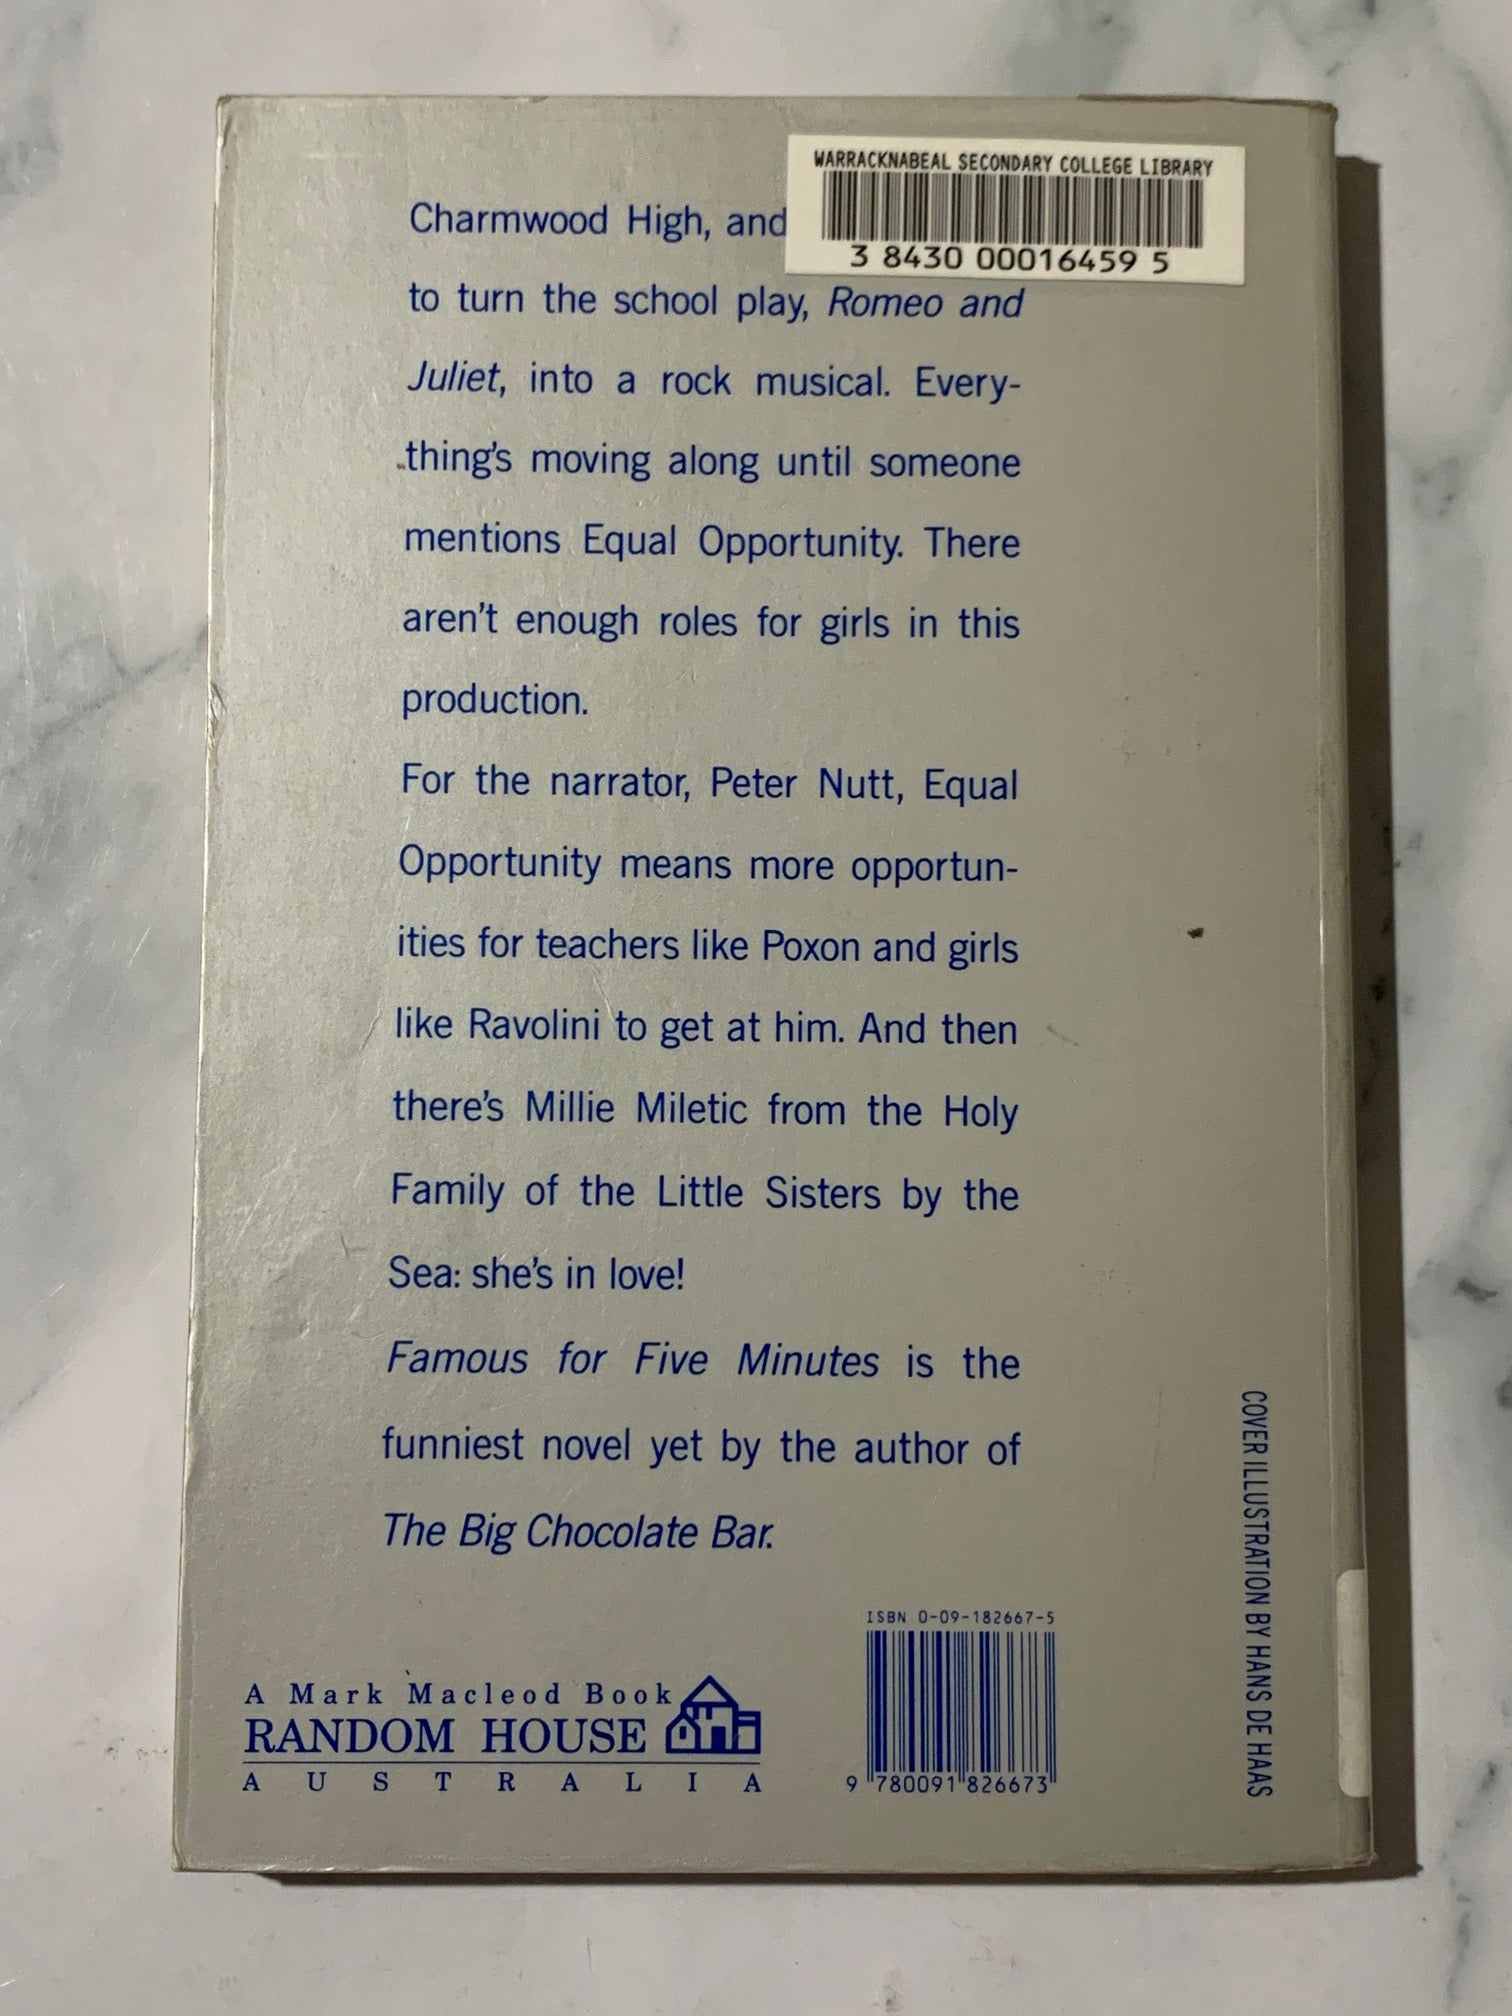 WARRACKNABEAL SECONDARY COLLEGE LIBRARY
3 8430 00016459 5
Charmwood High, and
to turn the school play, Romeo and
Juliet, into a rock musical. Every-
thing's moving along until someone
mentions Equal Opportunity. There
aren't enough roles for girls in this
production.
For the narrator, Peter Nutt, Equal
Opportunity means more opportun-
ities for teachers like Poxon and girls
like Ravolini to get at him. And then
there's Millie Miletic from the Holy
Family of the Little Sisters by the
Sea: she's in love!
Famous for Five Minutes is the
funniest novel yet by the author of
The Big Chocolate Bar.
COVER ILLUSTRATION BY HANS DE HAAS
A Mark Macleod Book
RANDOM HOUSE
AUSTRALIA
ISBN 0-09-182667-5
9 780091 826673